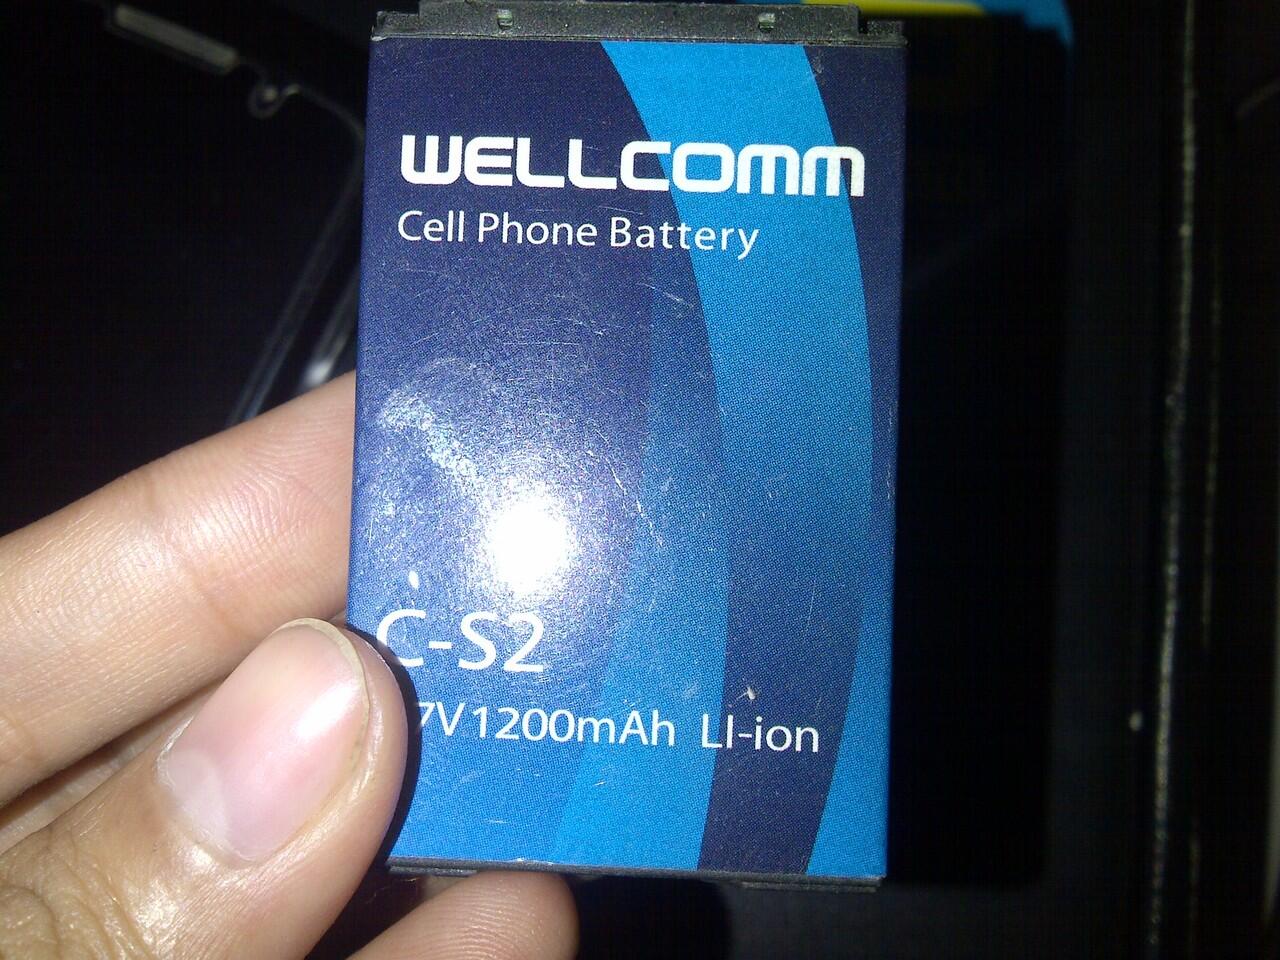 WELLCOMM
Cell Phone Battery
C-S2
7V 1200mAh LI-ion